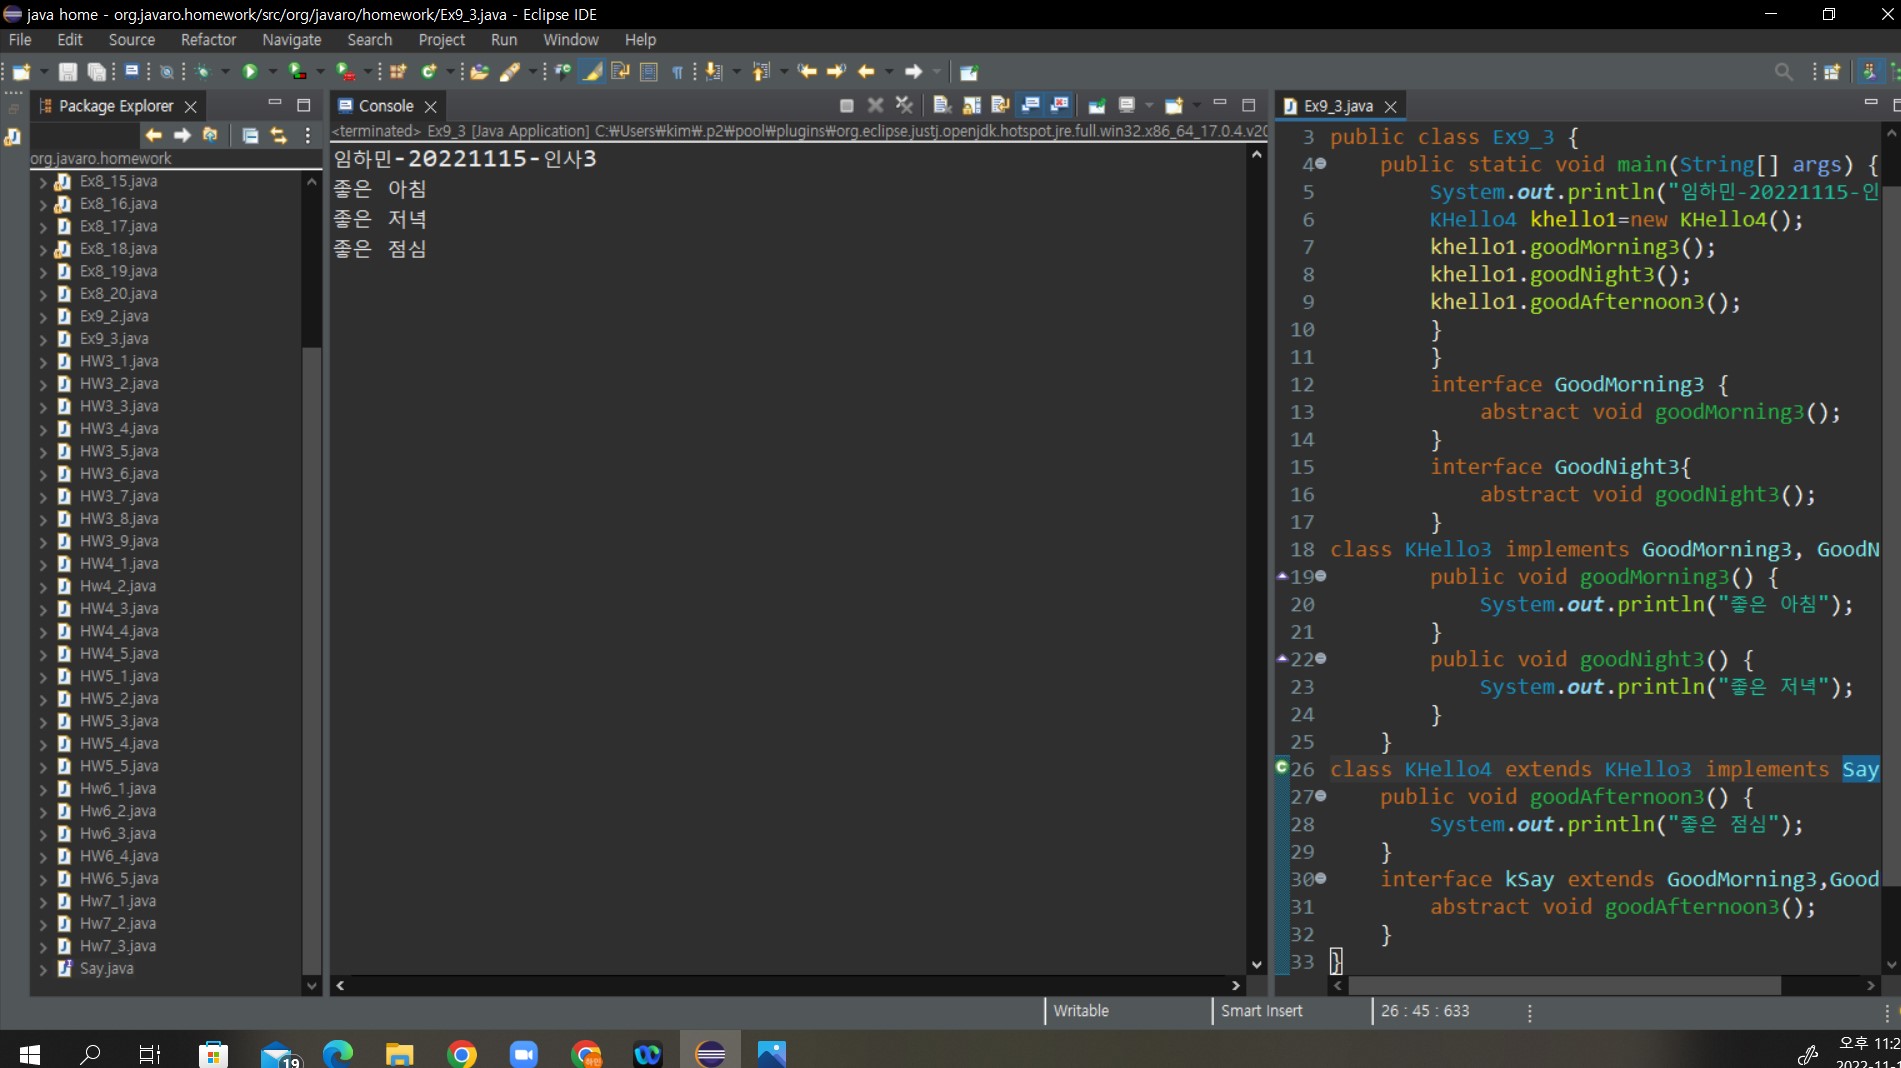 java home - org.javaro.homework/src/org/javaro/homework/Ex9_3.java - Eclipse IDE
File Edit Source Refactor Navigate Search Project Run Window Help
Package Explorer
org.javaro.homework
Ex8_15.java
Ex8_16.java
Ex8_17.java
Ex8_18.java
Ex8_19.java
Ex8_20.java
Ex9_2.java
Ex9_3.java
HW3_1.java
HW3_2.java
HW3_3.java
HW3_4.java
HW3_5.java
HW3_6.java
HW3_7.java
HW3_8.java
HW3_9.java
HW4_1.java
Hw4_2.java
HW4_3.java
HW4_4.java
HW4_5.java
HW5_1.java
HW5_2.java
HW5_3.java
HW5_4.java
HW5_5.java
Hw6_1.java
Hw6_2.java
Hw6_3.java
HW6_4.java
HW6_5.java
Hw7_1.java
Hw7_2.java
Hw7_3.java
Say.java
Console
<terminated> Ex9_3 [Java Application] C:₩Users₩kim₩.p2₩pool₩plugins₩org.eclipse.justj.openjdk.hotspot.jre.full.win32.x86_64_17.0.4.v20
임하민-20221115-인사3
좋은 아침
좋은 저녁
좋은 점심
Ex9_3.java
3 public class Ex9_3 {
4 public static void main(String[] args) {
5 System.out.println("임하민-20221115-인
6 KHello4 khello1=new KHello4();
7 khello1.goodMorning3();
8 khello1.goodNight3();
9 khello1.goodAfternoon3();
10 }
11 }
12 interface GoodMorning3 {
13 abstract void goodMorning3();
14 }
15 interface GoodNight3{
16 abstract void goodNight3();
17 }
18 class KHello3 implements GoodMorning3, GoodN
19 public void goodMorning3() {
20 System.out.println("좋은 아침");
21 }
22 public void goodNight3() {
23 System.out.println("좋은 저녁");
24 }
25 }
26 class KHello4 extends KHello3 implements Say
27 public void goodAfternoon3() {
28 System.out.println("좋은 점심");
29 }
30 interface kSay extends GoodMorning3,Good
31 abstract void goodAfternoon3();
32 }
33 }
Writable Smart Insert 26 : 45 : 633
19
오후 11:2